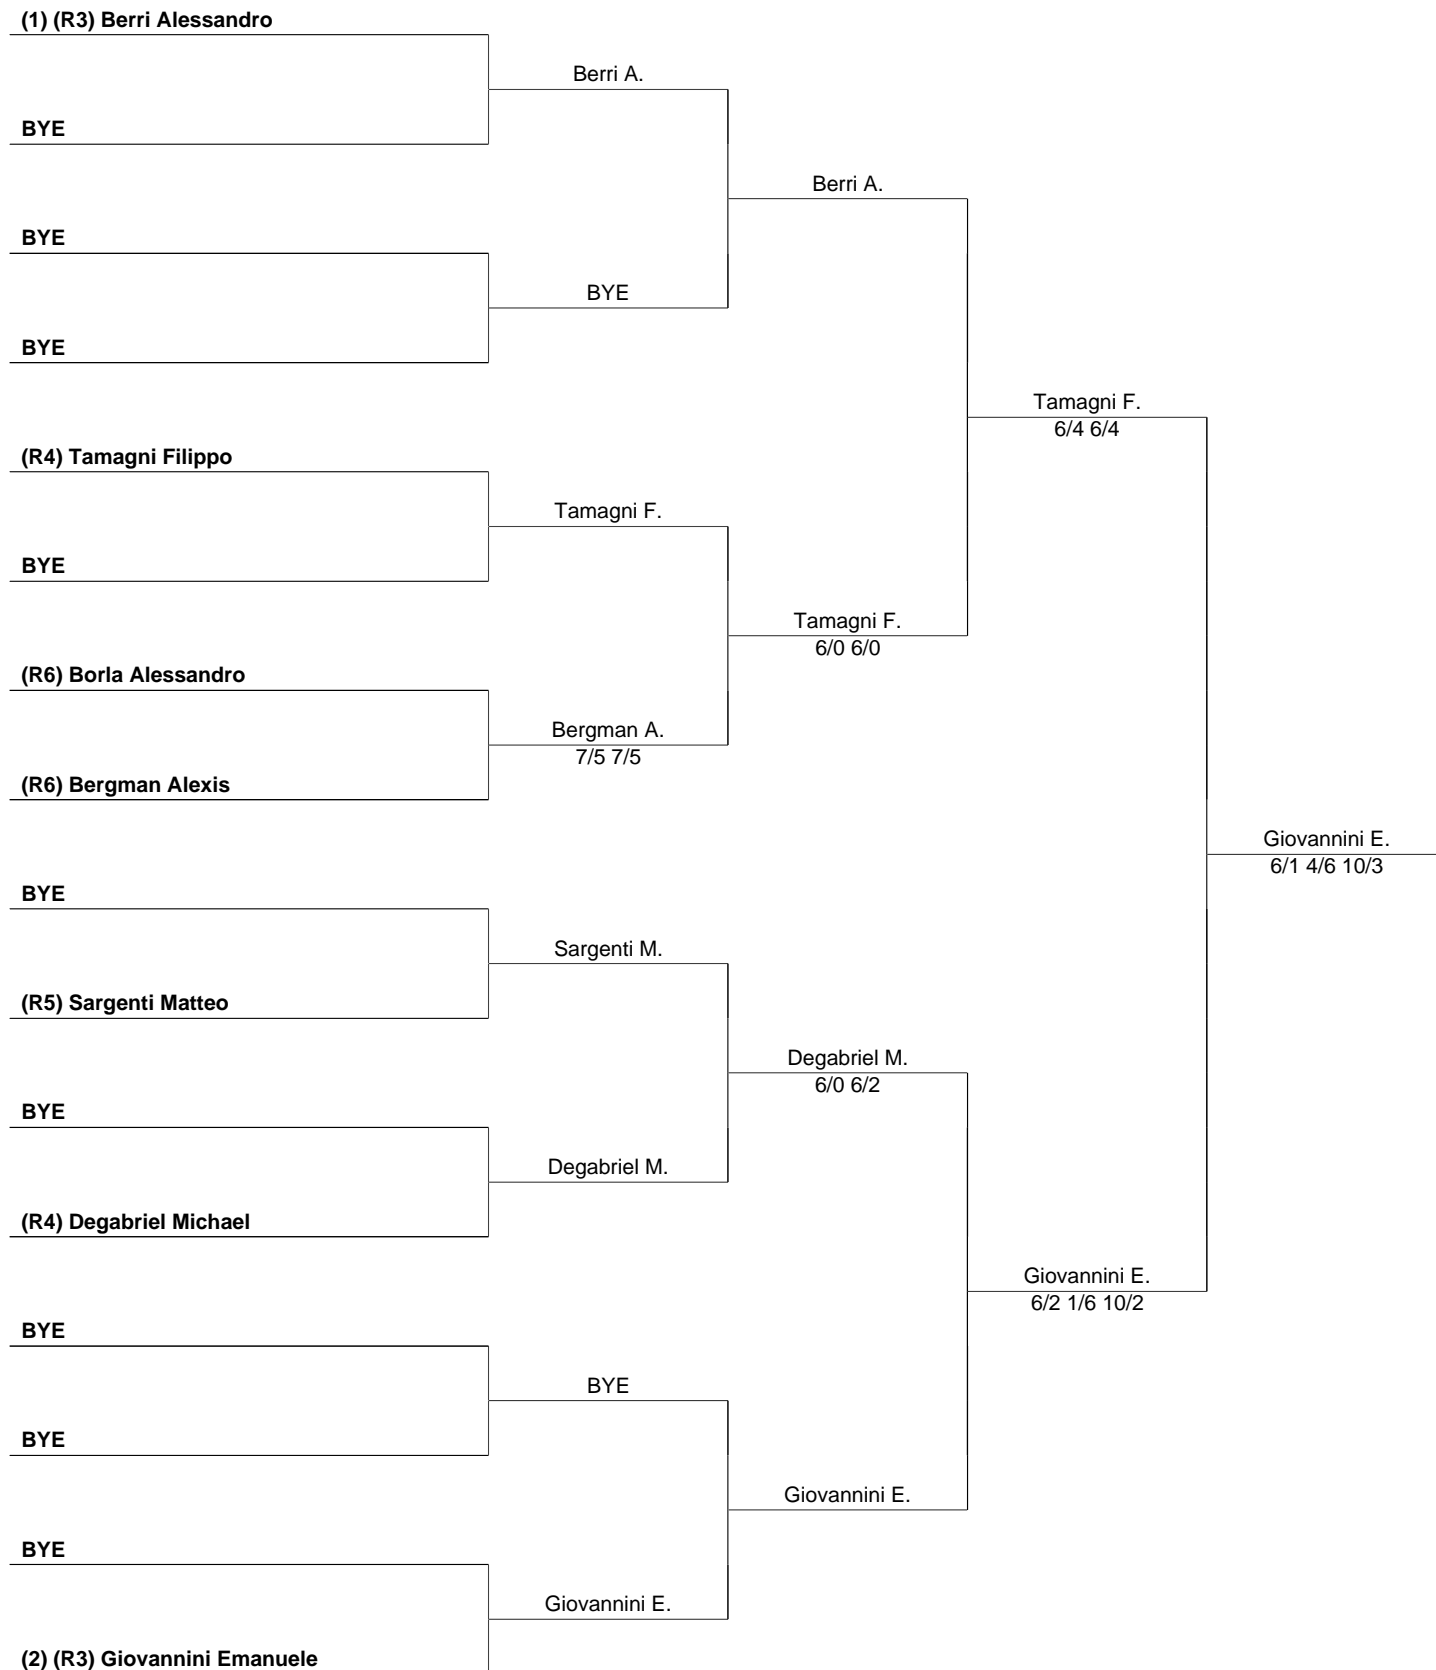 (1) (R3) Berri Alessandro
Berri A.
BYE
Berri A.
BYE
BYE
BYE
Tamagni F.
6/4 6/4
(R4) Tamagni Filippo
Tamagni F.
BYE
Tamagni F.
6/0 6/0
(R6) Borla Alessandro
Bergman A.
7/5 7/5
(R6) Bergman Alexis
Giovannini E.
6/1 4/6 10/3
BYE
Sargenti M.
(R5) Sargenti Matteo
Degabriel M.
6/0 6/2
BYE
Degabriel M.
(R4) Degabriel Michael
Giovannini E.
6/2 1/6 10/2
BYE
BYE
BYE
Giovannini E.
BYE
Giovannini E.
(2) (R3) Giovannini Emanuele